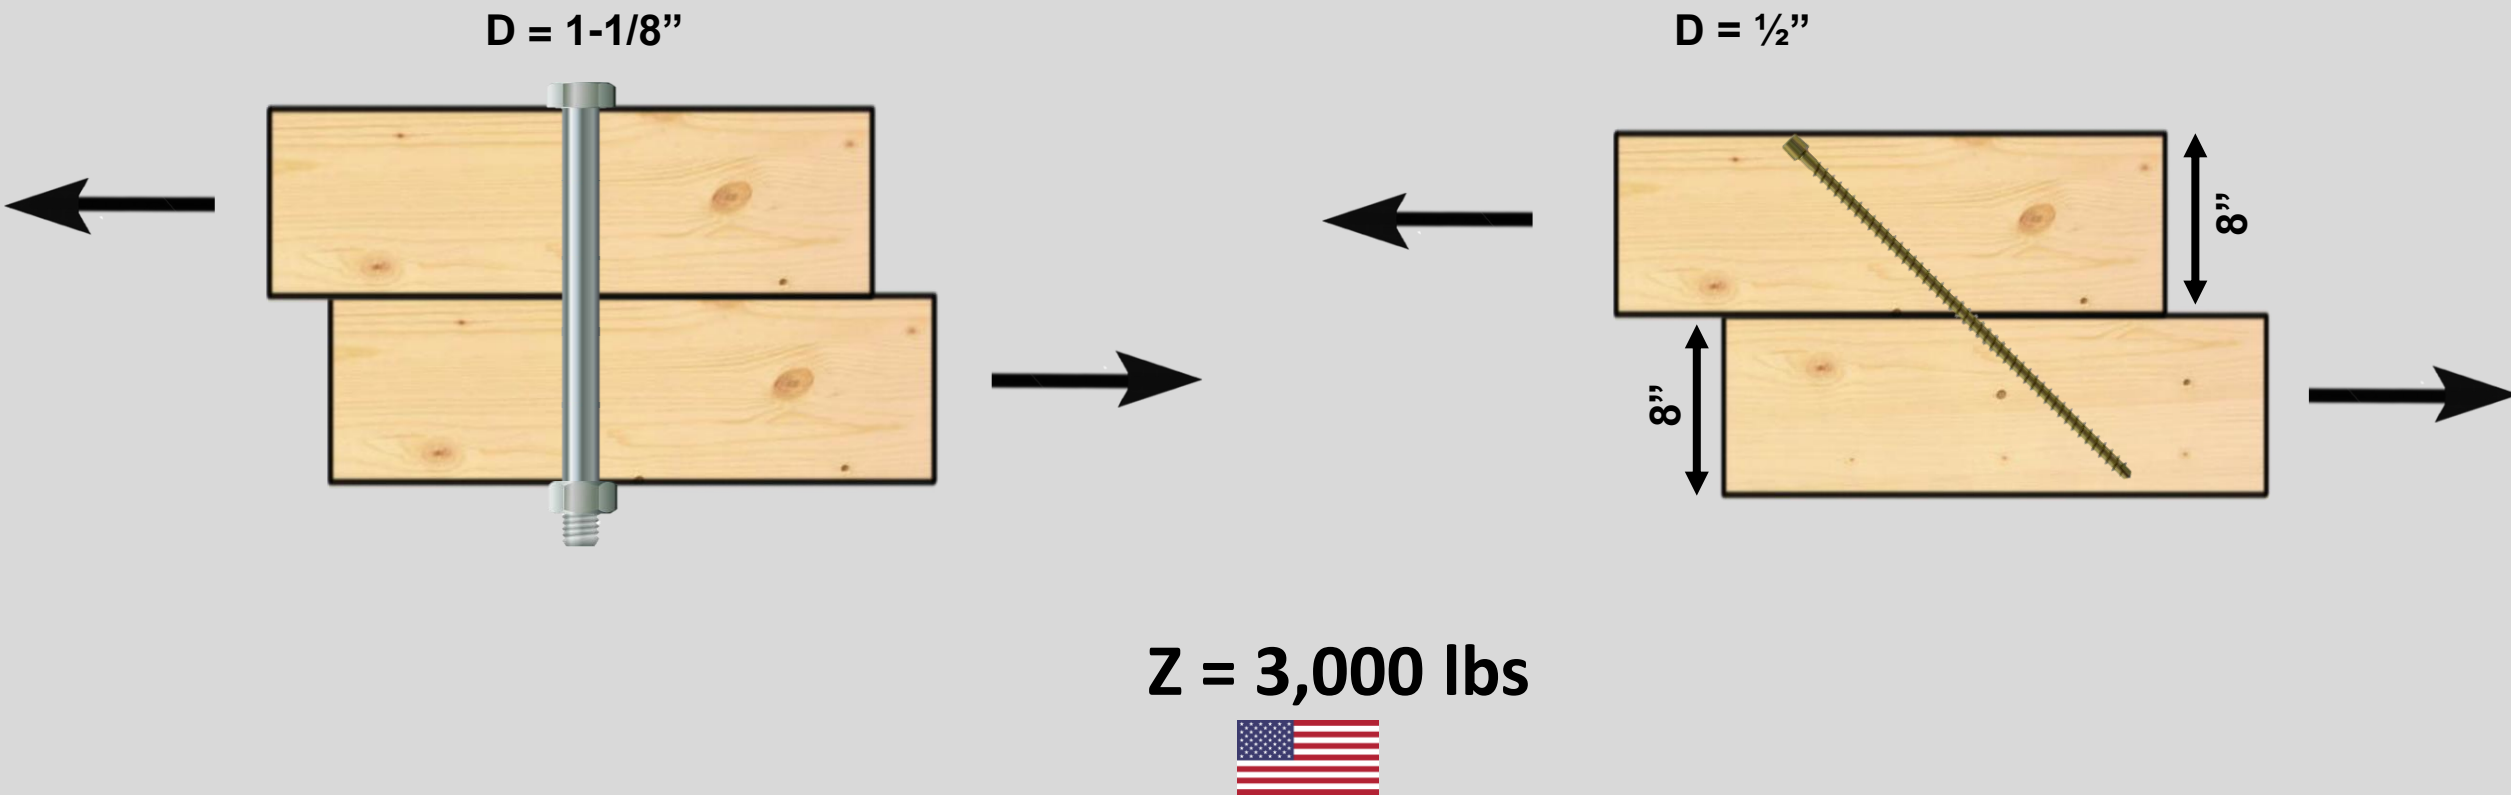 D = 1-1/8”
D = ½”
8”
8”
Z = 3,000 lbs